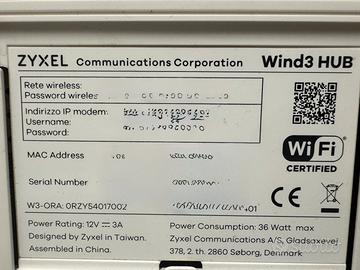 ZYXEL Communications Corporation Wind3 HUB
Rete wireless:
Password wireless
Indirizzo IP modem:
Username:
Password:
MAC Address
WiFi
CERTIFIED
Serial Number
CE
W3-ORA: ORZYS4017002
Power Rating: 12V 3A Power Consumption: 36 Watt max
Designed by Zyxel in Taiwan. Zyxel Communications A/S, Gladsaxevej
Assembled in China. 378, 2. th. 2860 Søborg, Denmark